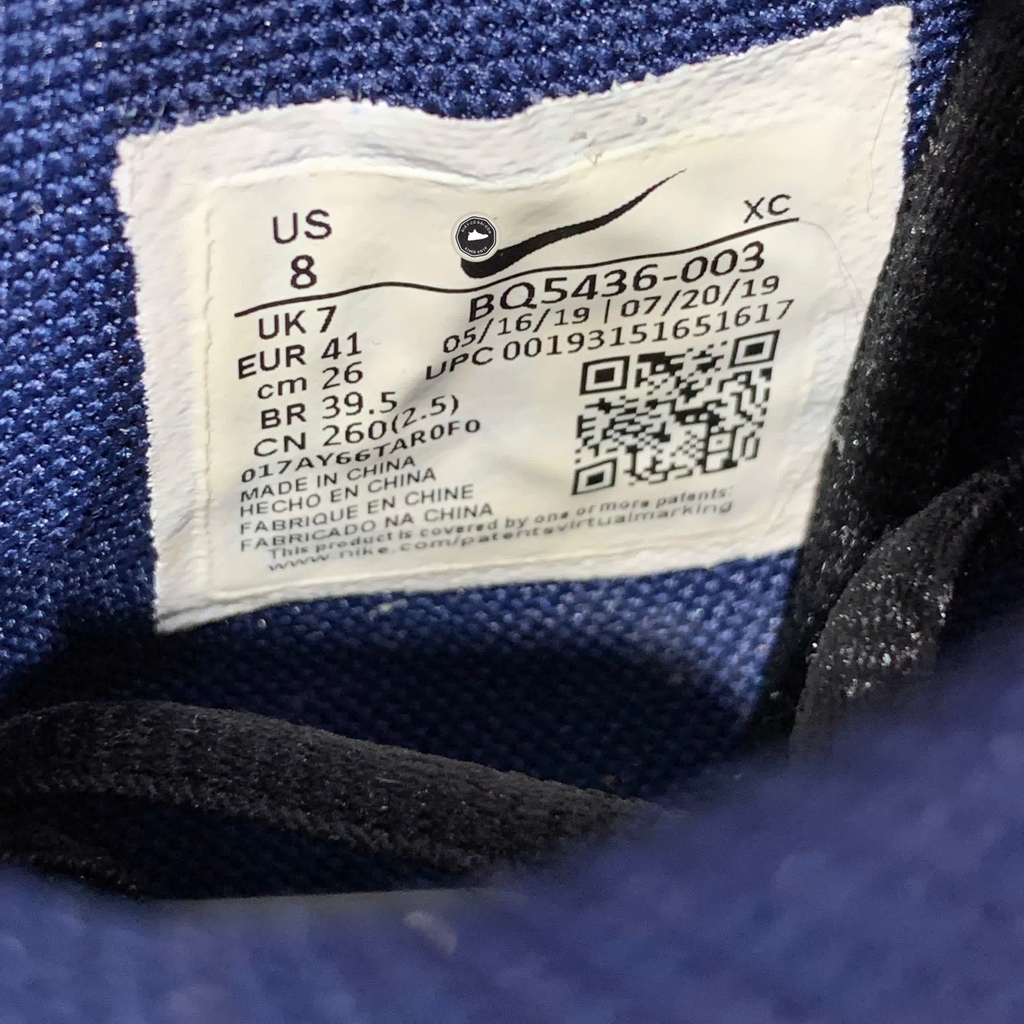 US
8
XC
UK 7
EUR 41
cm 26
BR 39.5
CN 260(2.5)
BQ5436-003
05/16/19 | 07/20/19
UPC 00193151651617
017AY66TAR0F0
MADE IN CHINA
HECHO EN CHINA
FABRIQUE EN CHINE
FABRICADO NA CHINA
This product is covered by one or more patents:
www.nike.com/patentsvirtualmarking